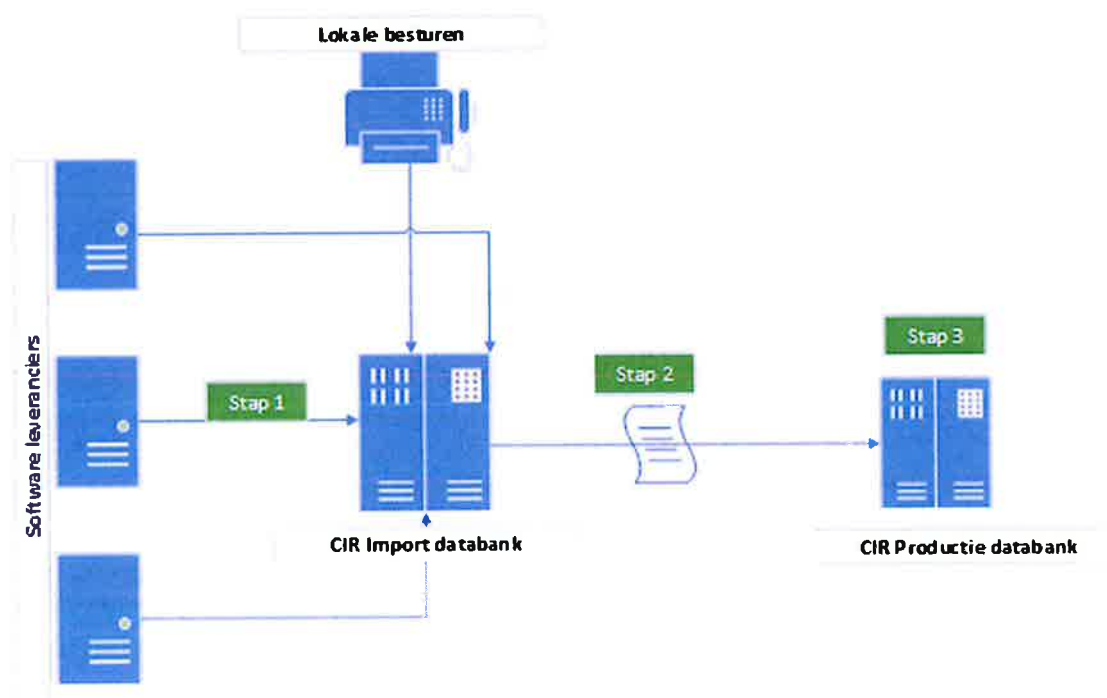 Lokale besturen
Software leveranciers
Stap 1
Stap 2
Stap 3
CIR Import databank
CIR Productie databank